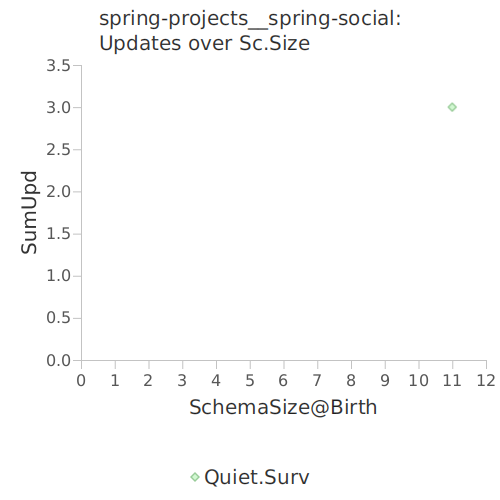 spring-projects__spring-social:
Updates over Sc.Size
3.5
3.0
2.5
2.0
1.5
1.0
0.5
0.0
SumUpd
0 1 2 3 4 5 6 7 8 9 10 11 12
SchemaSize@Birth
Quiet.Surv